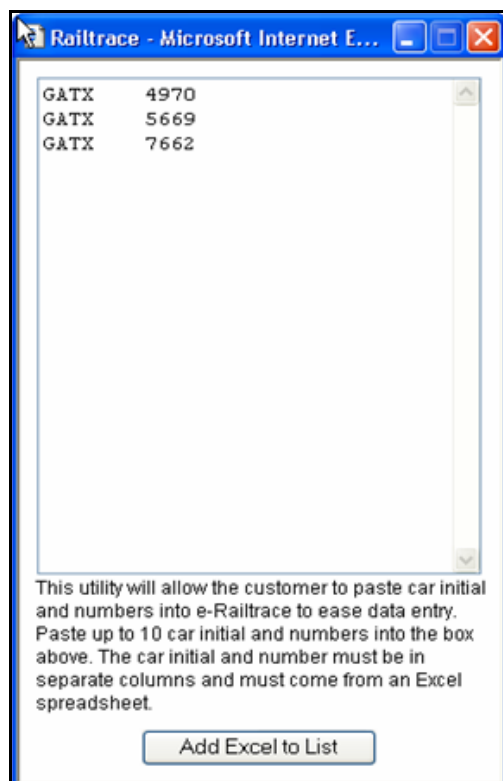 Railtrace - Microsoft Internet E...
GATX 4970
GATX 5669
GATX 7662
This utility will allow the customer to paste car initial
and numbers into e-Railtrace to ease data entry.
Paste up to 10 car initial and numbers into the box
above. The car initial and number must be in
separate columns and must come from an Excel
spreadsheet.
Add Excel to List